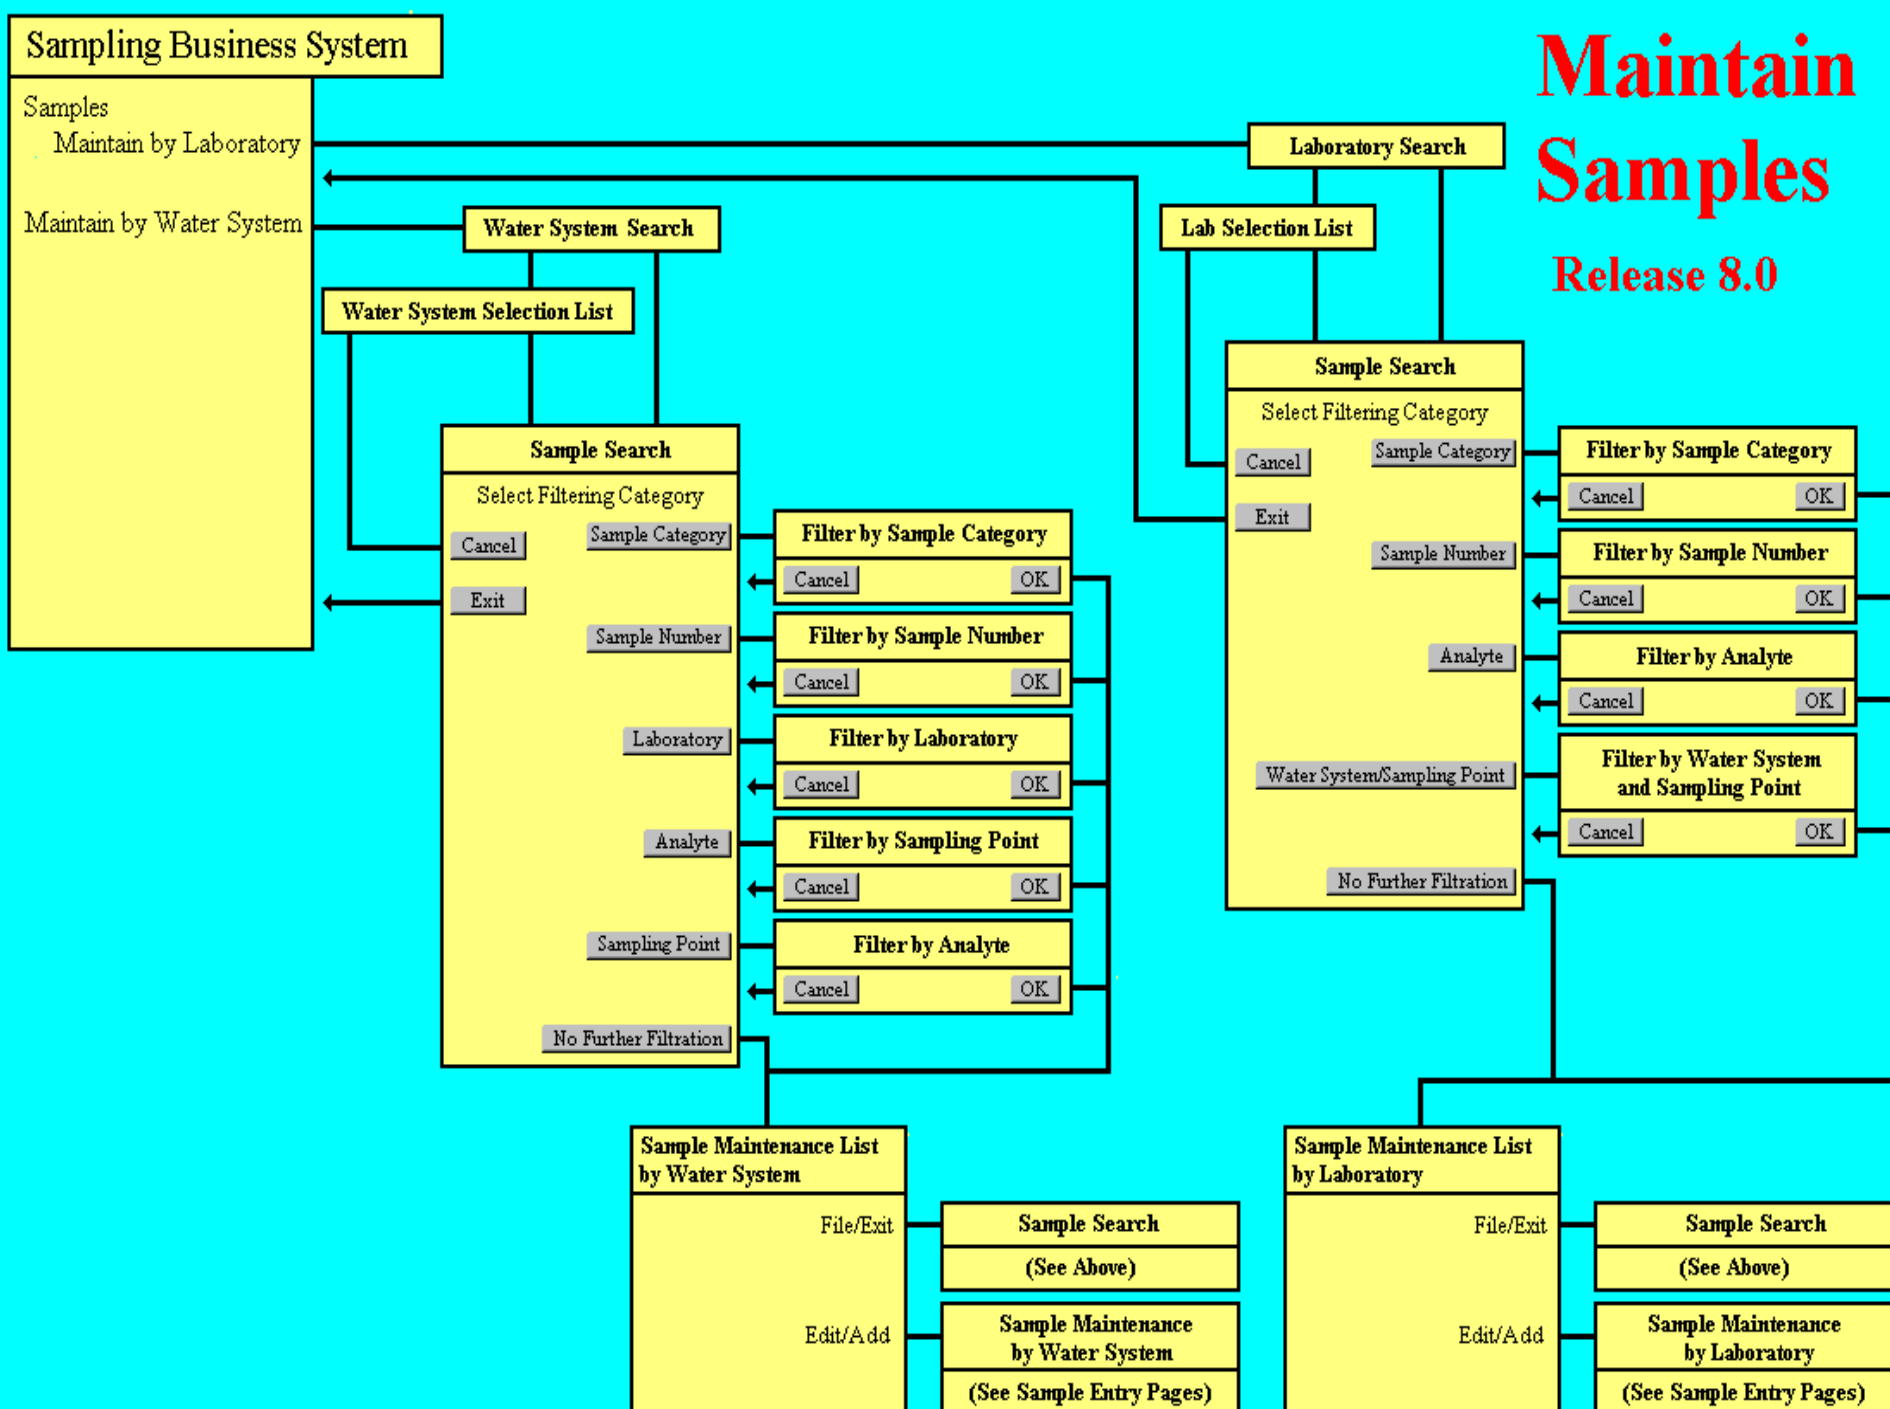 Sampling Business System
Samples
Maintain by Laboratory
Maintain by Water System
Maintain
Samples
Release 8.0
Laboratory Search
Lab Selection List
Water System Search
Water System Selection List
Sample Search
Select Filtering Category
Cancel
Exit
Sample Category
Sample Number
Laboratory
Analyte
Sampling Point
No Further Filtration
Filter by Sample Category
Cancel OK
Filter by Sample Number
Cancel OK
Filter by Laboratory
Cancel OK
Filter by Sampling Point
Cancel OK
Filter by Analyte
Cancel OK
Sample Search
Select Filtering Category
Cancel
Exit
Sample Category
Sample Number
Analyte
Water System/Sampling Point
No Further Filtration
Filter by Sample Category
Cancel OK
Filter by Sample Number
Cancel OK
Filter by Analyte
Cancel OK
Filter by Water System
and Sampling Point
Cancel OK
Sample Maintenance List
by Water System
File/Exit
Edit/Add
Sample Search
(See Above)
Sample Maintenance
by Water System
(See Sample Entry Pages)
Sample Maintenance List
by Laboratory
File/Exit
Edit/Add
Sample Search
(See Above)
Sample Maintenance
by Laboratory
(See Sample Entry Pages)